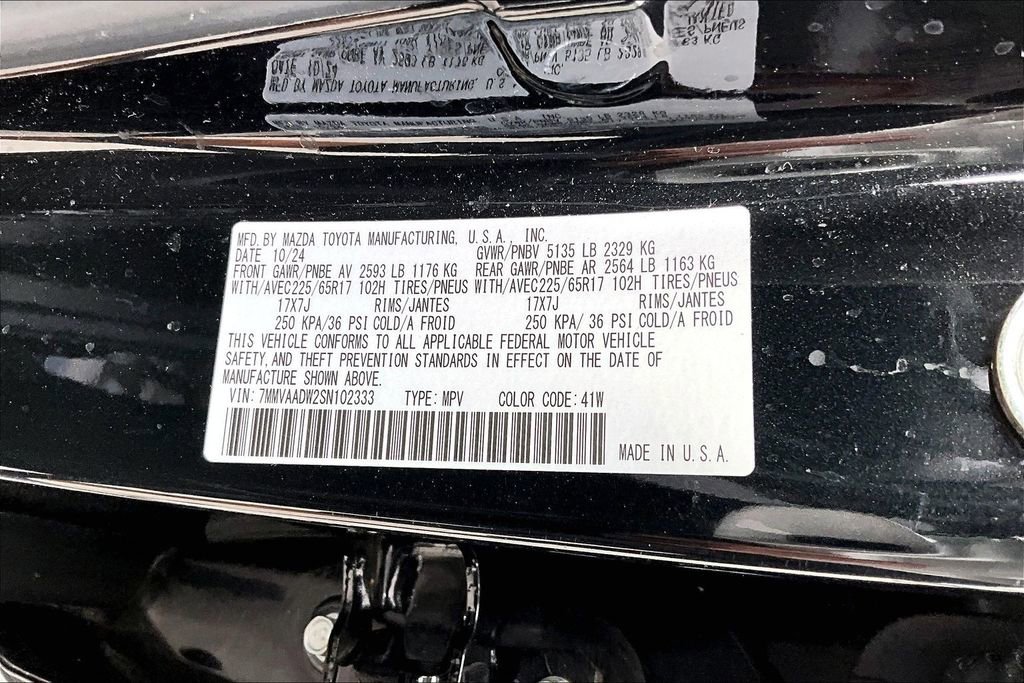 MFD. BY MAZDA TOYOTA MANUFACTURING, U.S.A., INC.
DATE 10/24 GVWR/PNBV 5135 LB 2329 KG
FRONT GAWR/PNBE AV 2593 LB 1176 KG REAR GAWR/PNBE AR 2564 LB 1163 KG
WITH/AVEC225/65R17 102H TIRES/PNEUS WITH/AVEC225/65R17 102H TIRES/PNEUS
17X7J RIMS/JANTES 17X7J RIMS/JANTES
250 KPA/36 PSI COLD/A FROID 250 KPA/36 PSI COLD/A FROID
THIS VEHICLE CONFORMS TO ALL APPLICABLE FEDERAL MOTOR VEHICLE
SAFETY, AND THEFT PREVENTION STANDARDS IN EFFECT ON THE DATE OF
MANUFACTURE SHOWN ABOVE.
VIN: 7MMVAADW2SN102333 TYPE: MPV COLOR CODE: 41W
MADE IN U.S.A.